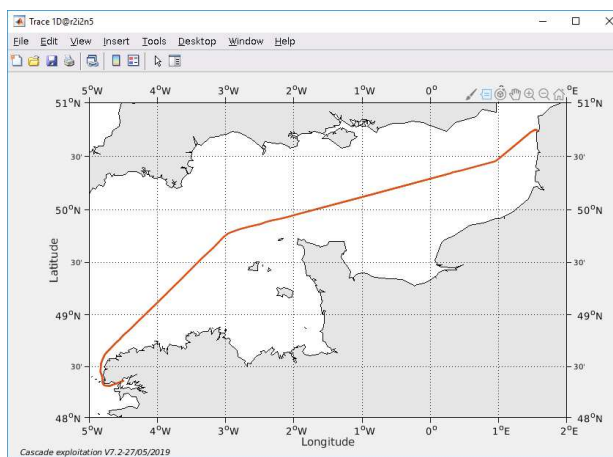 Trace 1D@r2i2n5
File Edit View Insert Tools Desktop Window Help
5°W 4°W 3°W 2°W 1°W 0° 1°E 2°E
51°N 51°N
30' 30'
50°N 50°N
30' 30'
49°N 49°N
30' 30'
48°N 48°N
5°W 4°W 3°W 2°W 1°W 0° 1°E 2°E
Latitude
Longitude
Cascade exploitation V7.2-27/05/2019